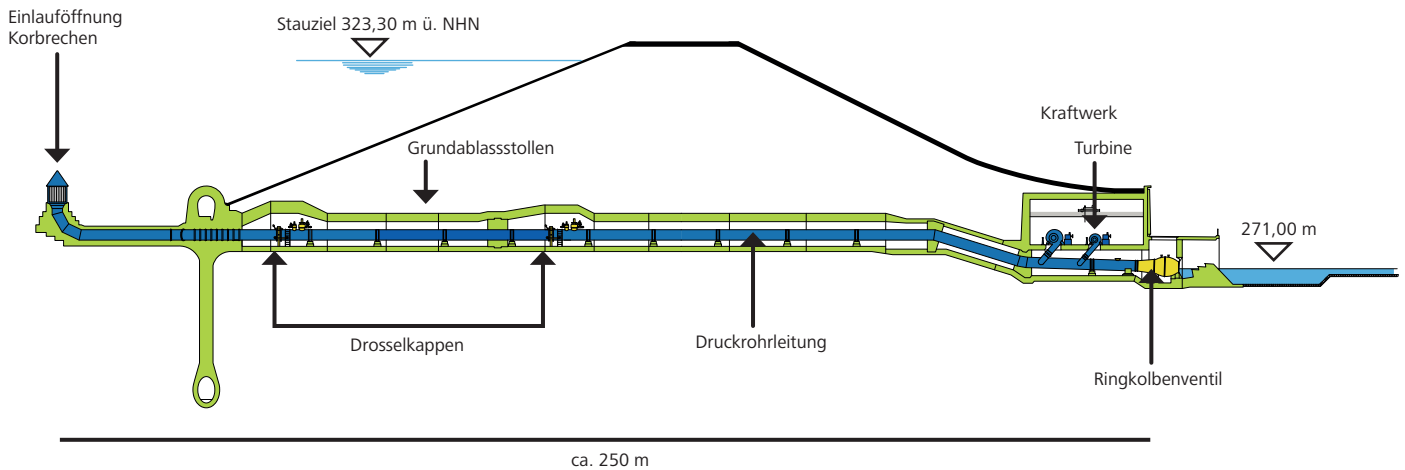 Einlauföffnung
Korbrechen
Stauziel 323,30 m ü. NHN
Kraftwerk
Grundablassstollen
Turbine
271,00 m
Drosselkappen
Druckrohrleitung
Ringkolbenventil
ca. 250 m